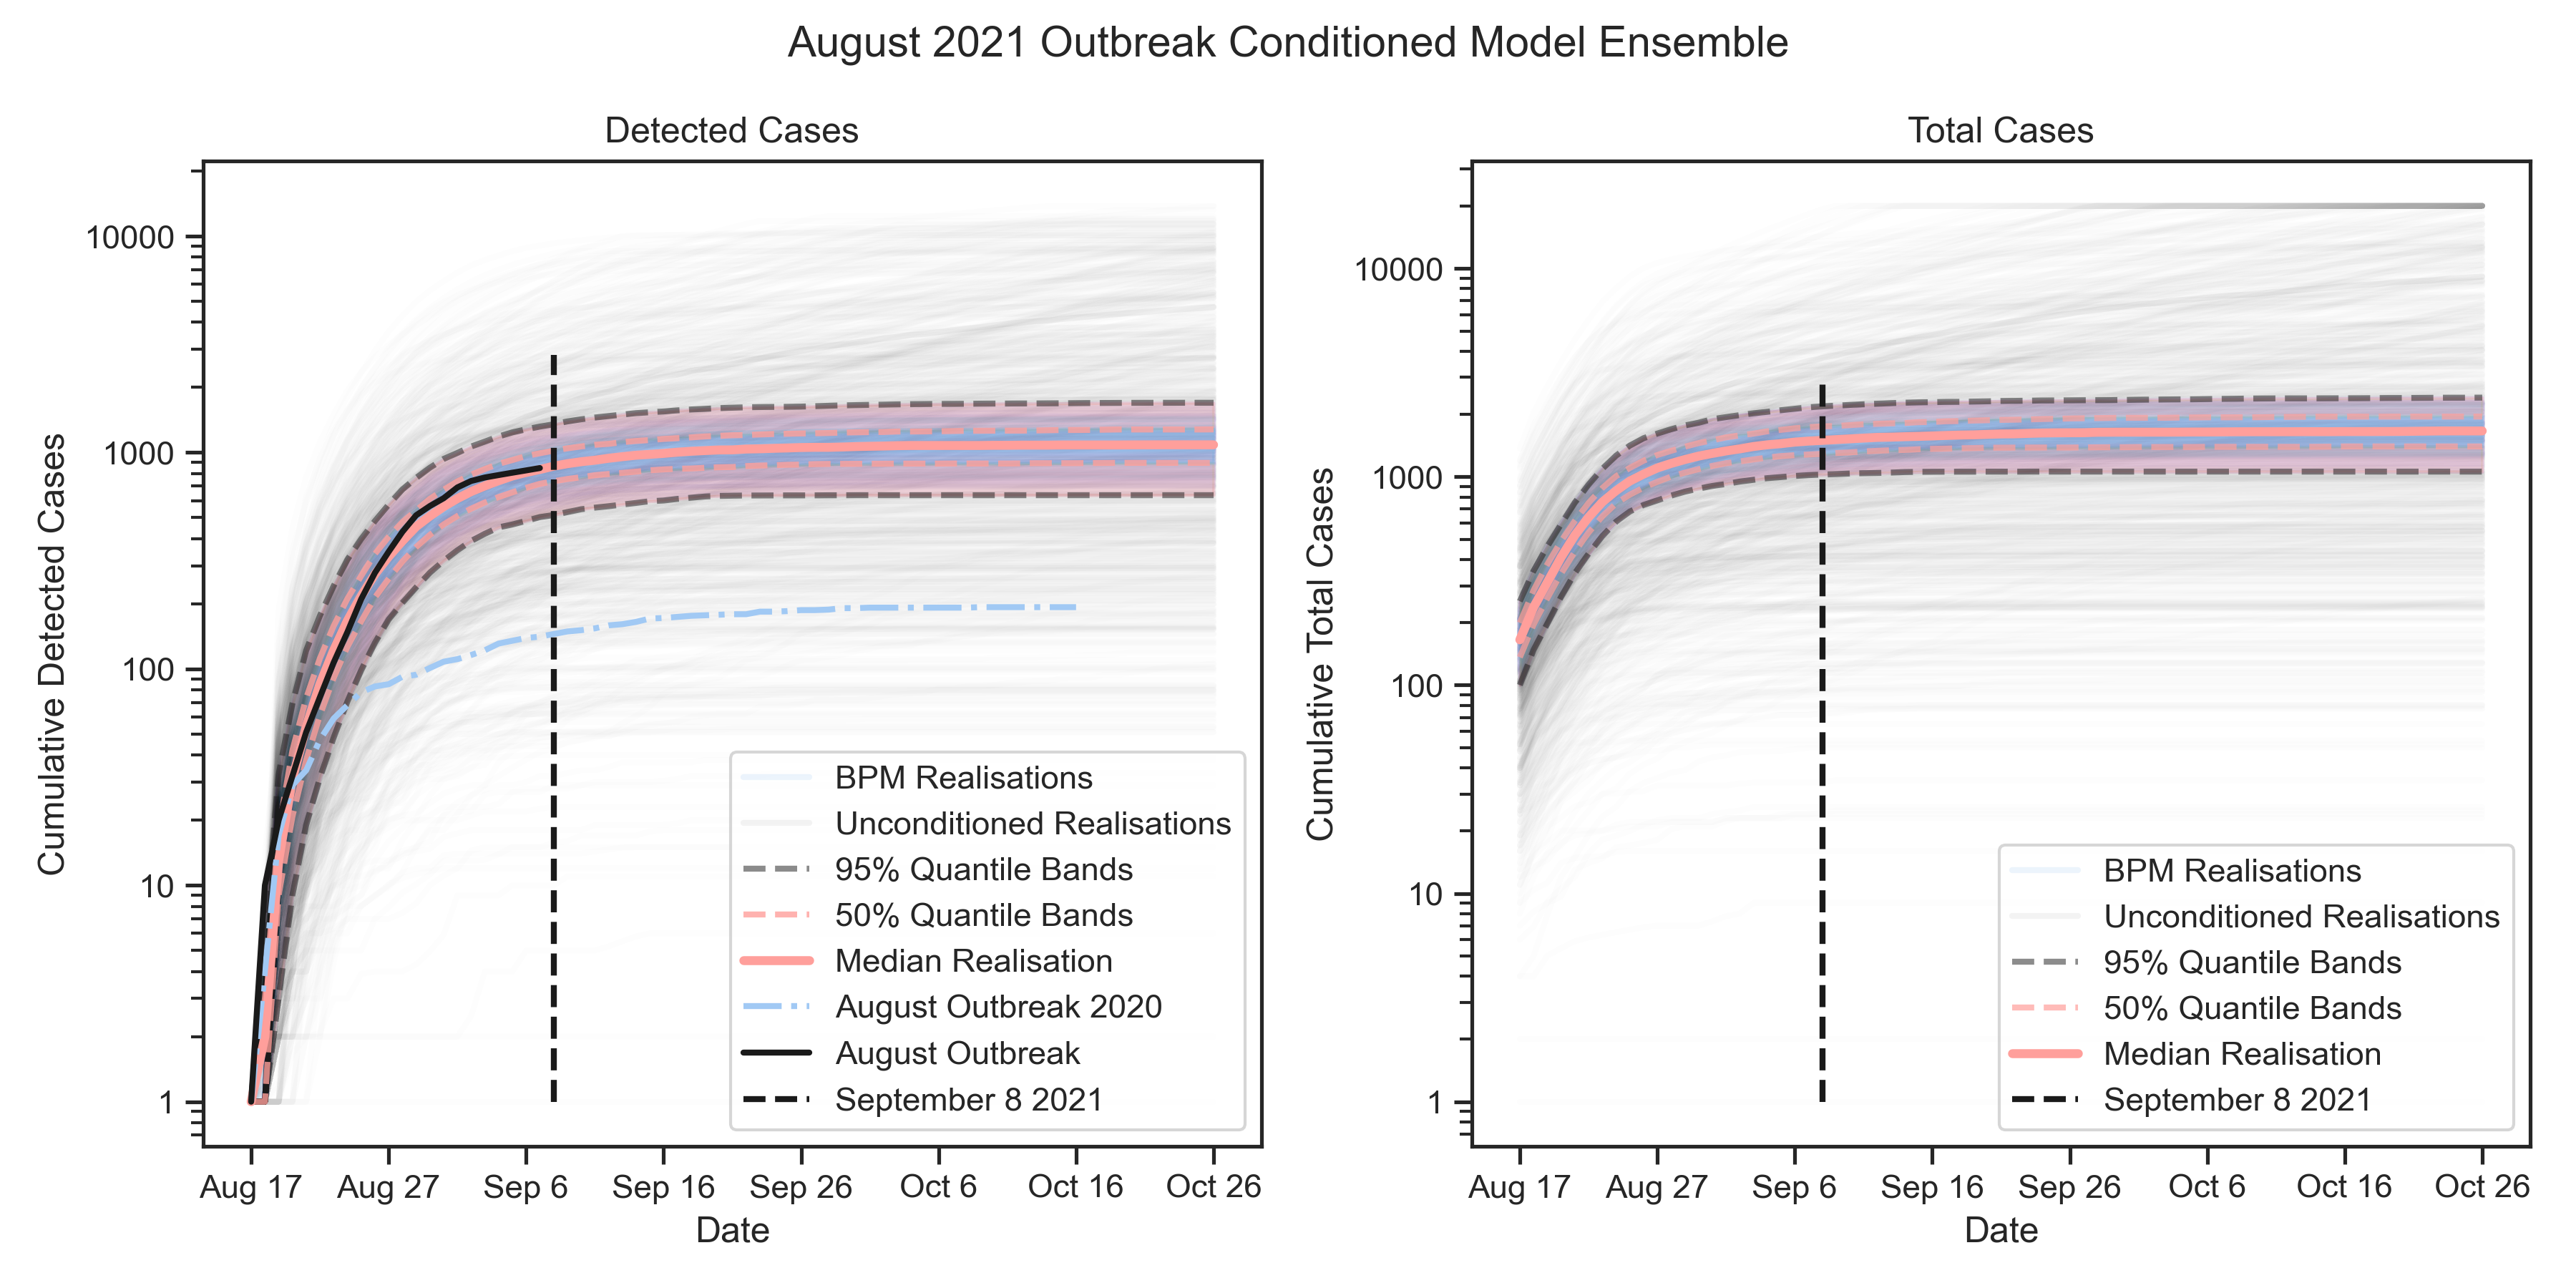 August 2021 Outbreak Conditioned Model Ensemble
Detected Cases
Cumulative Detected Cases
10000
1000
100
10
1
Aug 17 Aug 27 Sep 6 Sep 16 Sep 26 Oct 6 Oct 16 Oct 26
Date
BPM Realisations
Unconditioned Realisations
95% Quantile Bands
50% Quantile Bands
Median Realisation
August Outbreak 2020
August Outbreak
September 8 2021
Total Cases
Cumulative Total Cases
10000
1000
100
10
1
Aug 17 Aug 27 Sep 6 Sep 16 Sep 26 Oct 6 Oct 16 Oct 26
Date
BPM Realisations
Unconditioned Realisations
95% Quantile Bands
50% Quantile Bands
Median Realisation
September 8 2021